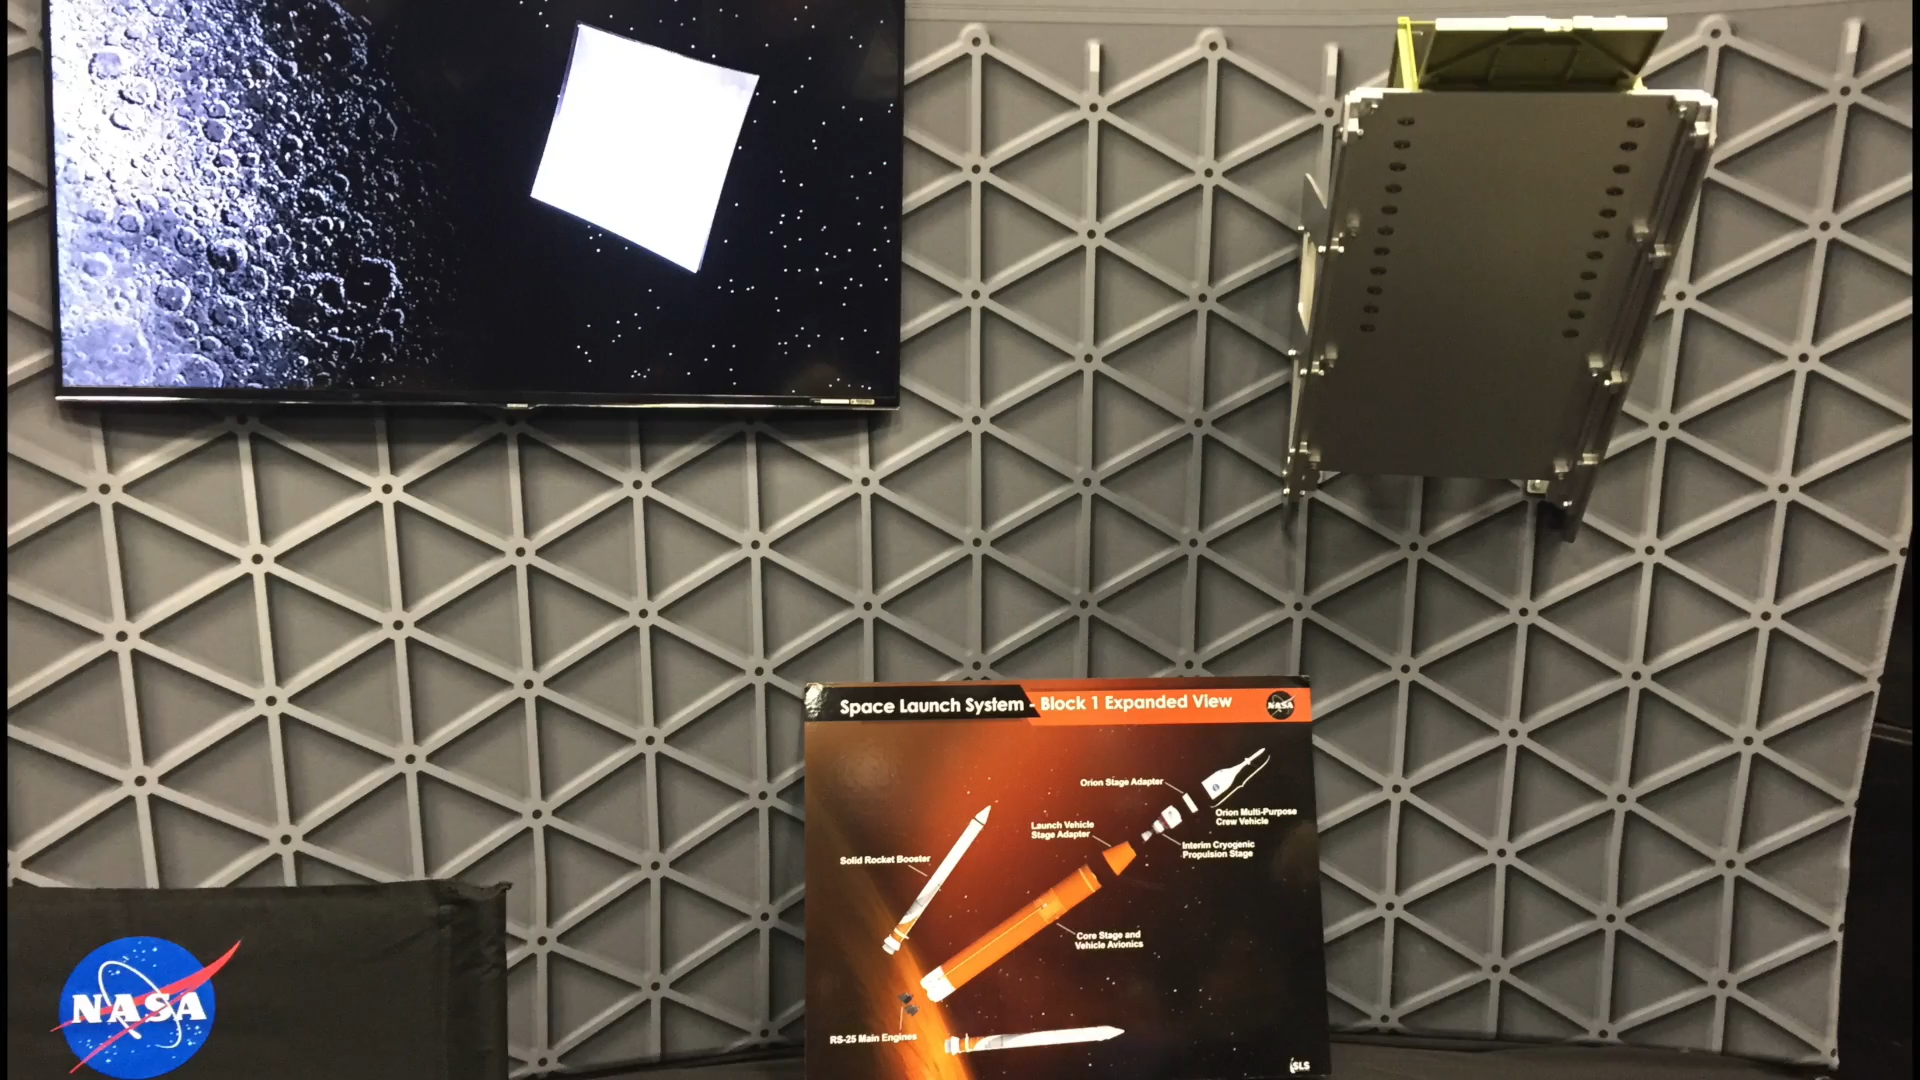 Space Launch System - Block 1 Expanded View
NASA
Orion Stage Adapter
Orion Multi-Purpose
Crew Vehicle
Launch Vehicle
Stage Adapter
Interim Cryogenic
Propulsion Stage
Solid Rocket Booster
Core Stage and
Vehicle Avionics
RS-25 Main Engines
SLS
NASA